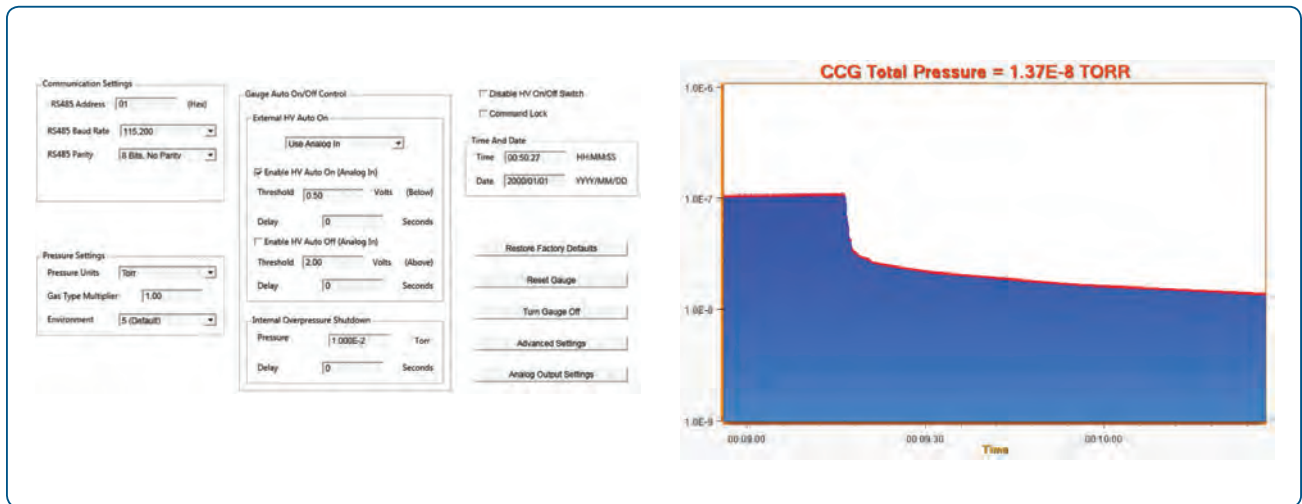 Communication Settings
RS485 Address 01 (Hex)
RS485 Baud Rate 115,200
RS485 Parity 8 Bits, No Parity
Pressure Settings
Pressure Units Torr
Gas Type Multiplier 1.00
Environment 5 (Default)
Gauge Auto On/Off Control
External HV Auto On
Use Analog In
Enable HV Auto On (Analog In)
Threshold 0.50 Volts (Below)
Delay 0 Seconds
Enable HV Auto Off (Analog In)
Threshold 2.00 Volts (Above)
Delay 0 Seconds
Internal Overpressure Shutdown
Pressure 1.000E-2 Torr
Delay 0 Seconds
Disable HV On/Off Switch
Command Lock
Time And Date
Time 00:50:27 HH:MM:SS
Date 2000/01/01 YYYY/MM/DD
Restore Factory Defaults
Reset Gauge
Turn Gauge Off
Advanced Settings
Analog Output Settings
CCG Total Pressure = 1.37E-8 TORR
1.0E-6
1.0E-7
1.0E-8
1.0E-9
00:09:00 00:09:30 00:10:00
Time